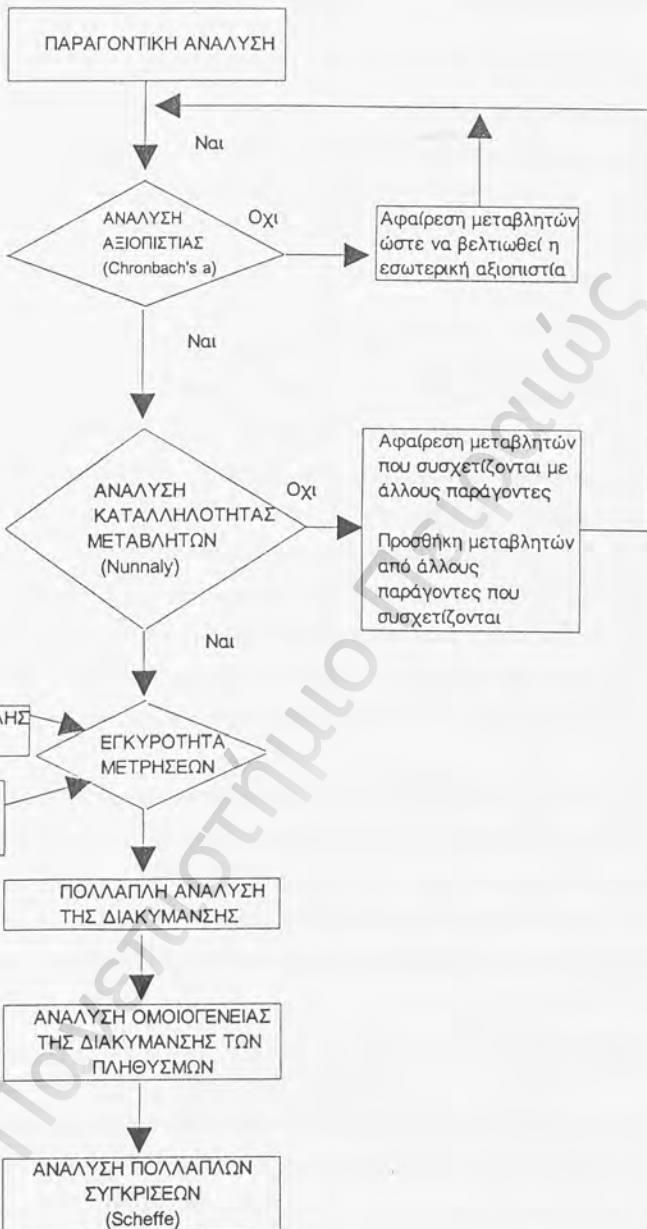 ΠΑΡΑΓΟΝΤΙΚΗ ΑΝΑΛΥΣΗ
Ναι
ΑΝΑΛΥΣΗ
ΑΞΙΟΠΙΣΤΙΑΣ
(Chronbach's a)
Οχι
Αφαίρεση μεταβλητών
ώστε να βελτιωθεί η
εσωτερική αξιοπιστία
Ναι
ΑΝΑΛΥΣΗ
ΚΑΤΑΛΛΗΛΟΤΗΤΑΣ
ΜΕΤΑΒΛΗΤΩΝ
(Nunnaly)
Οχι
Αφαίρεση μεταβλητών
που συσχετίζονται με
άλλους παράγοντες
Προσθήκη μεταβλητών
από άλλους
παράγοντες που
συσχετίζονται
Ναι
ΕΓΚΥΡΟΤΗΤΑ
ΜΕΤΡΗΣΕΩΝ
ΠΟΛΛΑΠΛΗ ΑΝΑΛΥΣΗ
ΤΗΣ ΔΙΑΚΥΜΑΝΣΗΣ
ΑΝΑΛΥΣΗ ΟΜΟΙΟΓΕΝΕΙΑΣ
ΤΗΣ ΔΙΑΚΥΜΑΝΣΗΣ ΤΩΝ
ΠΛΗΘΥΣΜΩΝ
ΑΝΑΛΥΣΗ ΠΟΛΛΑΠΛΩΝ
ΣΥΓΚΡΙΣΕΩΝ
(Scheffe)
Πανεπιστήμιο Πειραιώς